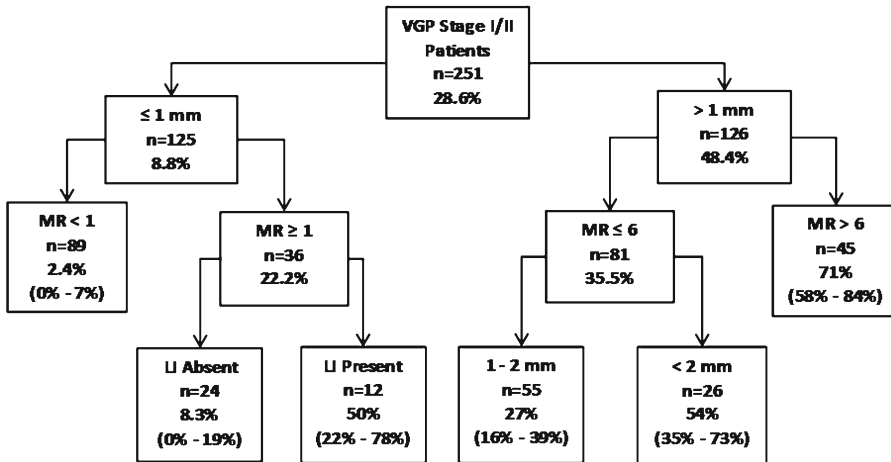 VGP Stage I/II
Patients
n=251
28.6%
≤ 1 mm
n=125
8.8%
> 1 mm
n=126
48.4%
MR < 1
n=89
2.4%
(0% - 7%)
MR ≥ 1
n=36
22.2%
MR ≤ 6
n=81
35.5%
MR > 6
n=45
71%
(58% - 84%)
LI Absent
n=24
8.3%
(0% - 19%)
LI Present
n=12
50%
(22% - 78%)
1 - 2 mm
n=55
27%
(16% - 39%)
< 2 mm
n=26
54%
(35% - 73%)